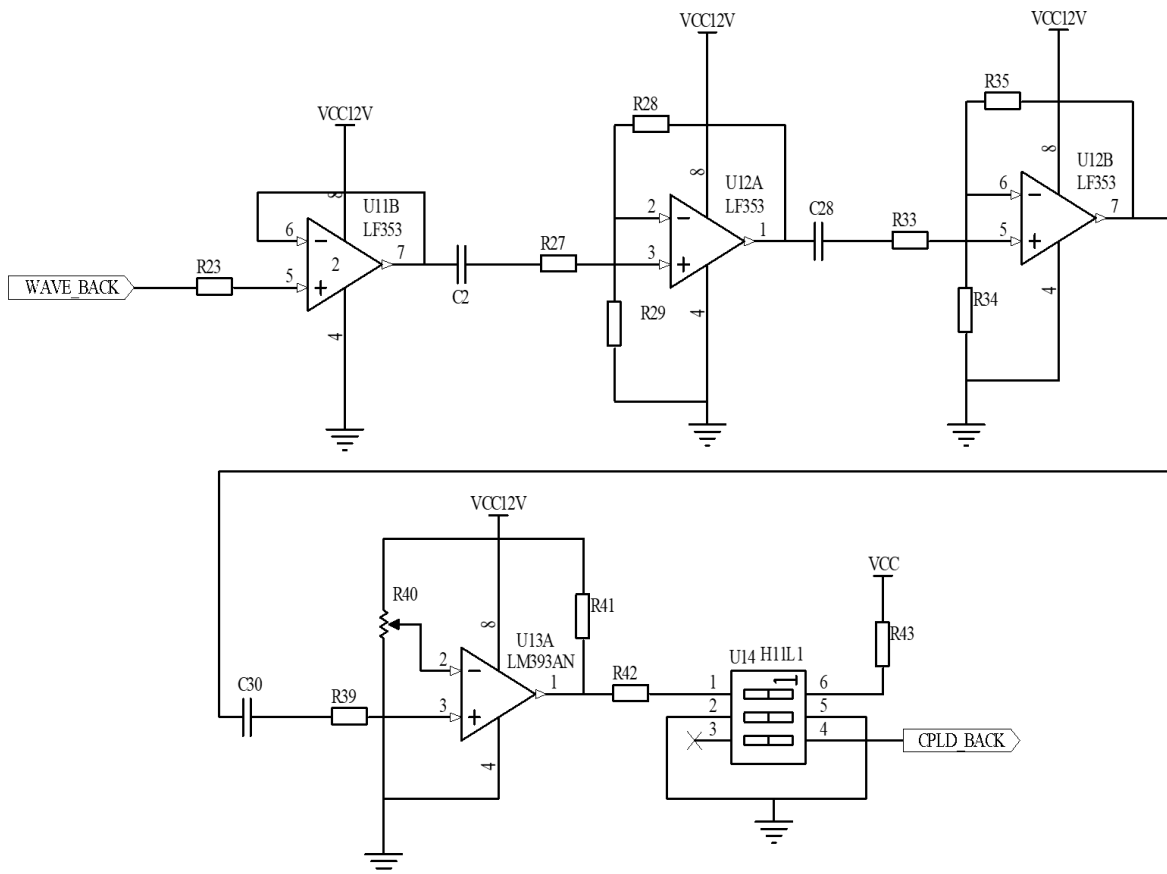 VCC12V
VCC12V
VCC12V
R28
R35
8
8
8
U11B
LF353
U12A
LF353
U12B
LF353
6
7
2
2
1
3
6
7
5
5
4
4
4
WAVE_BACK
R23
C2
R27
R29
C28
R33
R34
VCC12V
VCC
R40
8
R41
R43
U13A
LM393AN
2
1
3
4
C30
R39
R42
U14 H11L1
1
1
6
2
5
3
4
CPLD_BACK